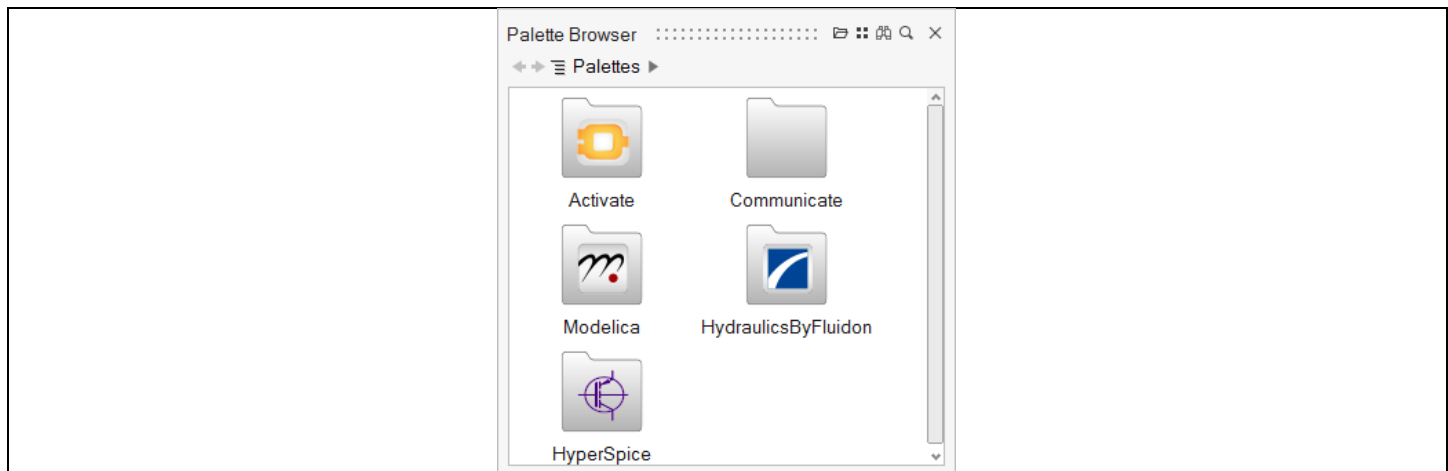 Palette Browser
Palettes
Activate Communicate
Modelica HydraulicsByFluidon
HyperSpice